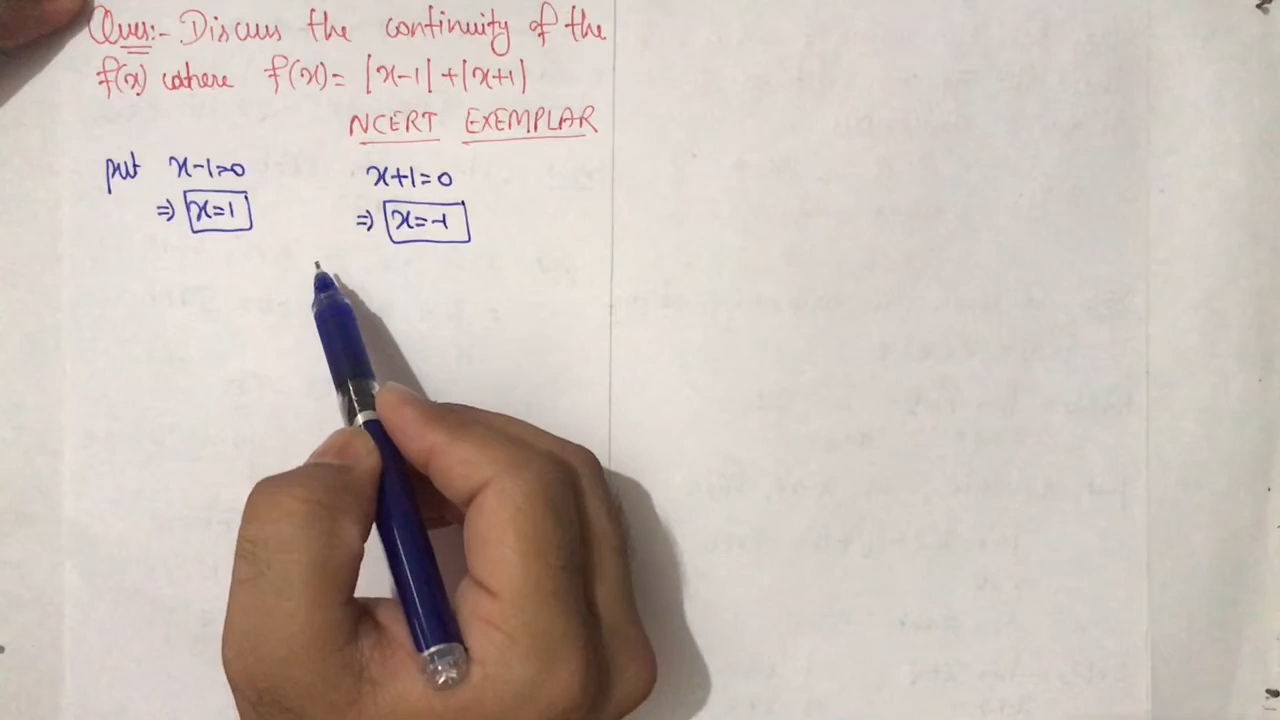 Ques:- Discuss the continuity of the
f(x) where f(x)= |x-1|+|x+1|
NCERT EXEMPLAR
put x-1=0 x+1=0
⇒ x=1 ⇒ x=-1